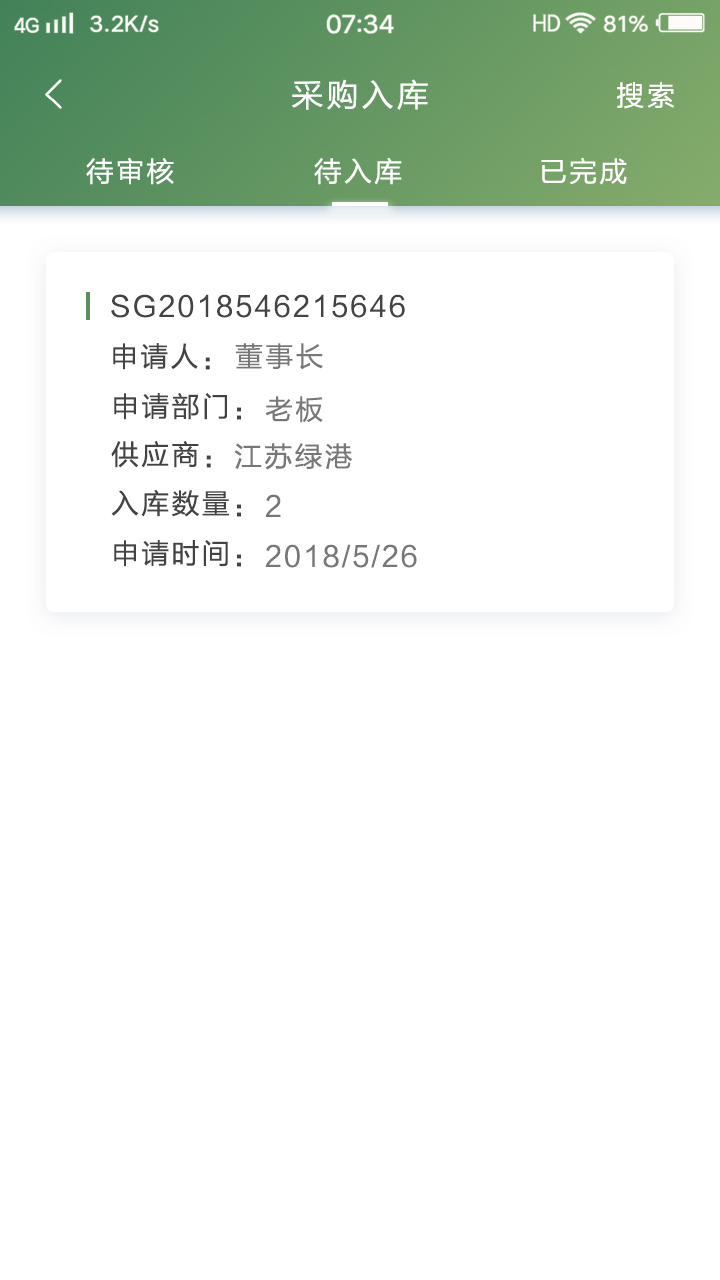 4G 3.2K/s 07:34 HD 81%
采购入库 搜索
待审核 待入库 已完成
SG2018546215646
申请人：董事长
申请部门：老板
供应商：江苏绿港
入库数量：2
申请时间：2018/5/26